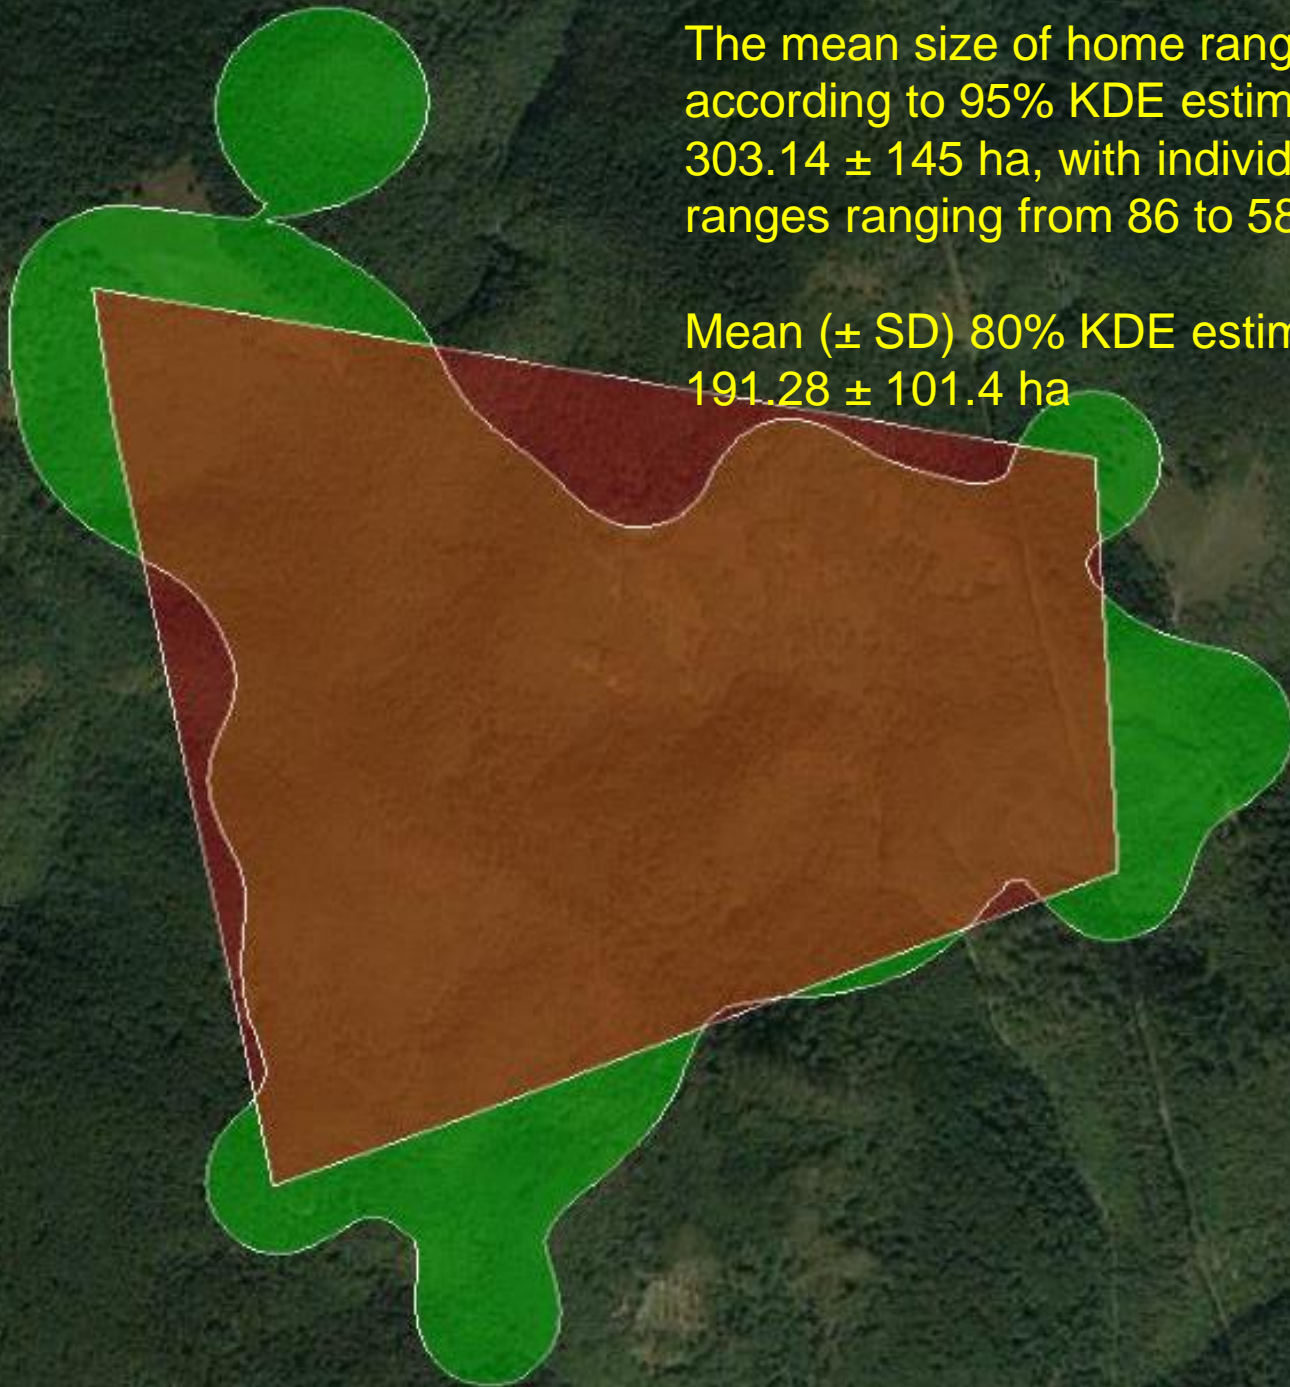 The mean size of home rang
according to 95% KDE estim
303.14 ± 145 ha, with individ
ranges ranging from 86 to 58
Mean (± SD) 80% KDE estim
191.28 ± 101.4 ha